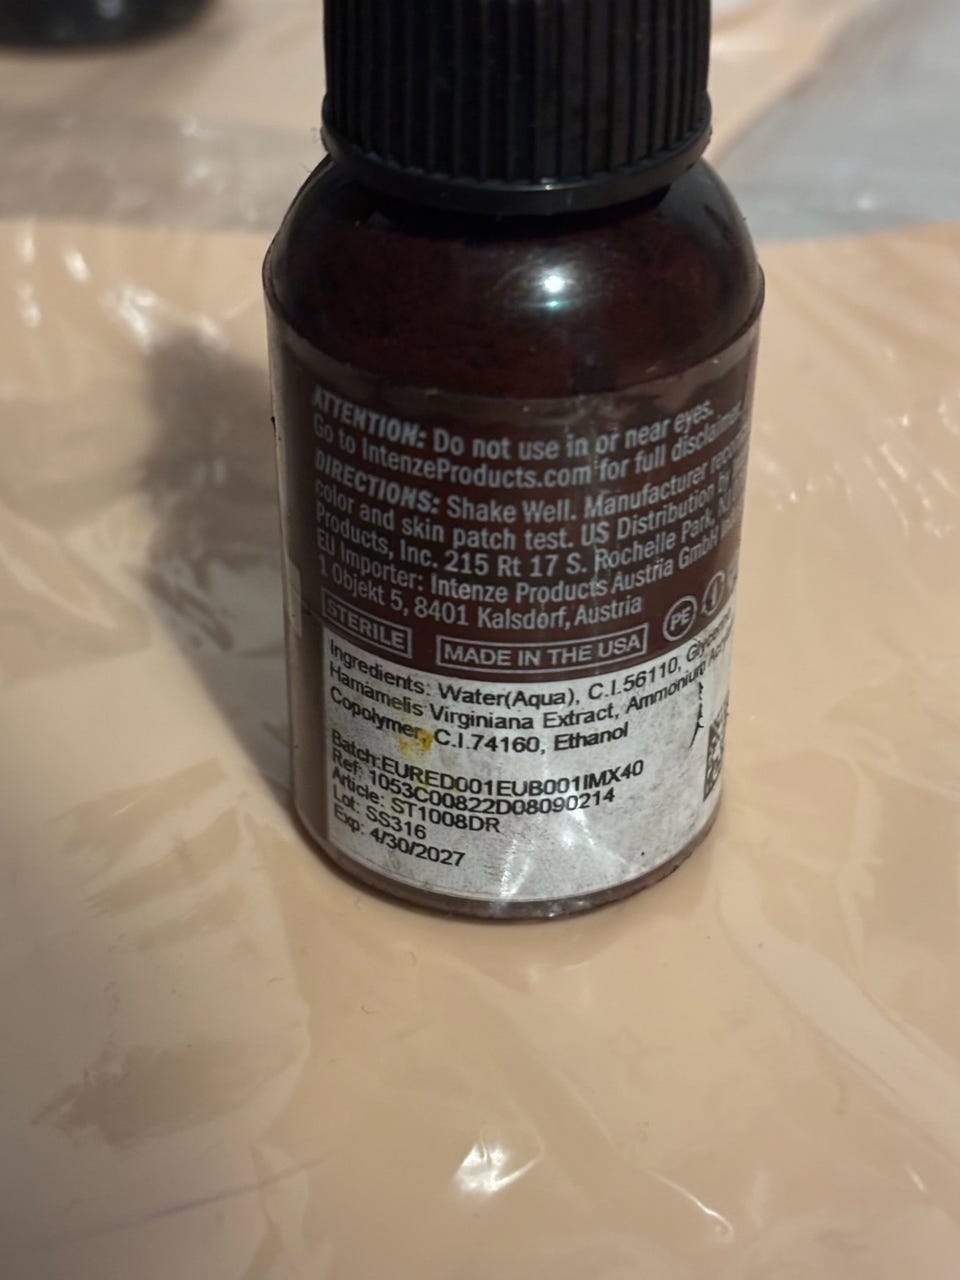 ATTENTION: Do not use in or near eyes.
Go to IntenzeProducts.com for full disclaimer.
DIRECTIONS: Shake Well. Manufacturer
color and skin patch test. US Distribution by
Products, Inc. 215 Rt 17 S. Rochelle Park,
EU Importer: Intenze Products Austria GmbH
1 Objekt 5, 8401 Kalsdorf, Austria
STERILE MADE IN THE USA PE
Ingredients: Water(Aqua), C.I.56110,
Hamamelis Virginiana Extract, Ammonium
Copolymer, C.I.74160, Ethanol
Batch:EURED001EUB001IMX40
Ref: 1053C00822D08090214
Article: ST1008DR
Lot: SS316
Exp: 4/30/2027